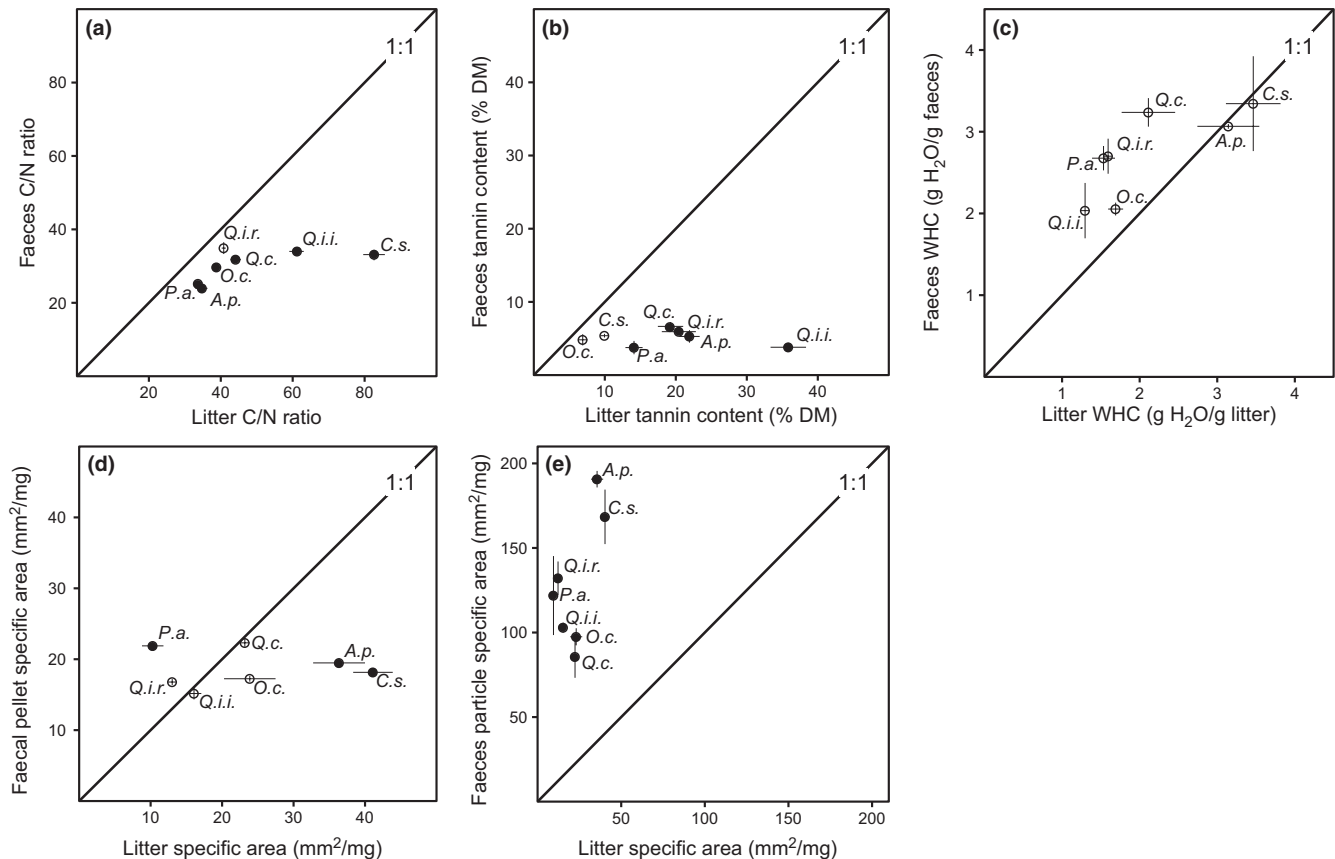 (a)
1:1
80
60
40
20
Faeces C/N ratio
Q.i.r.
Q.i.i.
C.s.
Q.c.
O.c.
P.a.
A.p.
20
40
60
80
Litter C/N ratio
(b)
1:1
40
30
20
10
Faeces tannin content (% DM)
C.s.
Q.c.
Q.i.r.
O.c.
P.a.
A.p.
Q.i.i.
10
20
30
40
Litter tannin content (% DM)
(c)
1:1
4
3
2
1
Faeces WHC (g H2O/g faeces)
Q.c.
C.s.
Q.i.r.
A.p.
P.a.
O.c.
Q.i.i.
1
2
3
4
Litter WHC (g H2O/g litter)
(d)
1:1
40
30
20
10
Faecal pellet specific area (mm2/mg)
P.a.
Q.c.
A.p.
Q.i.r.
Q.i.i.
O.c.
C.s.
10
20
30
40
Litter specific area (mm2/mg)
(e)
1:1
200
150
100
50
Faeces particle specific area (mm2/mg)
A.p.
C.s.
Q.i.r.
P.a.
Q.i.i.
O.c.
Q.c.
50
100
150
200
Litter specific area (mm2/mg)